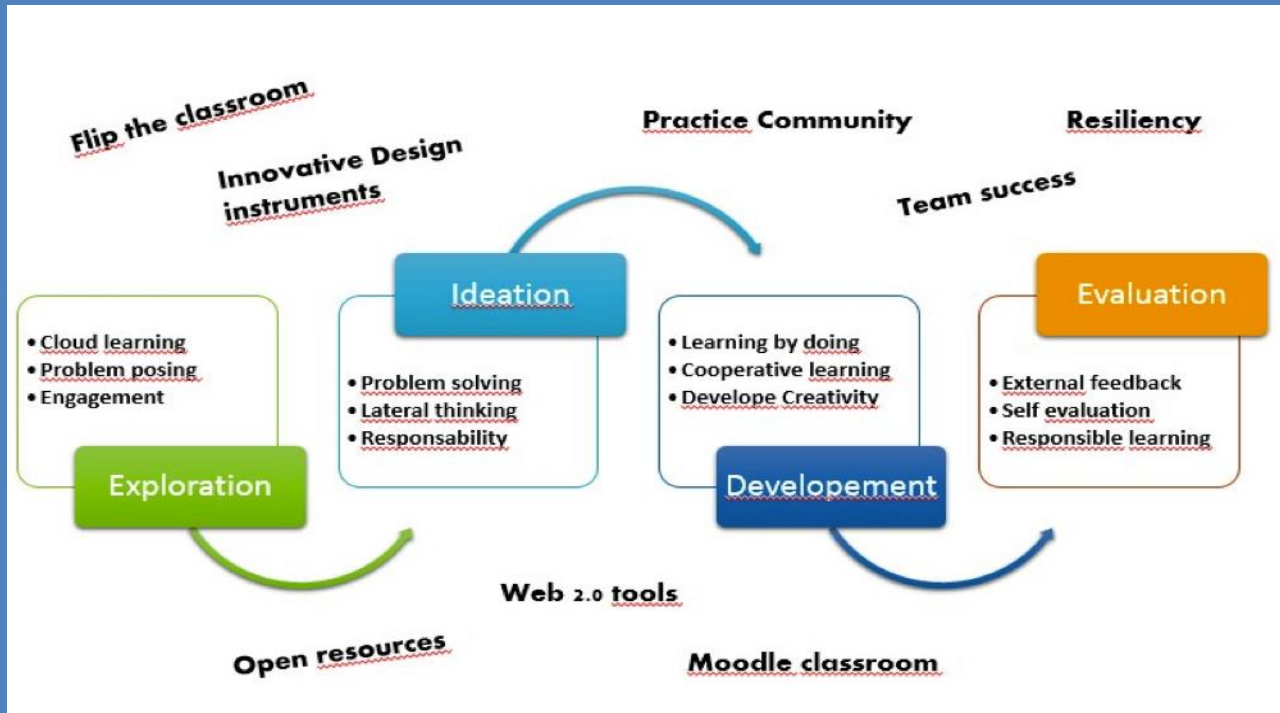 Flip the classroom
Innovative Design
instruments
Practice Community
Resiliency
Team success
Ideation
Evaluation
• Cloud learning
• Problem posing
• Engagement
Exploration
• Problem solving
• Lateral thinking
• Responsability
• Learning by doing
• Cooperative learning
• Develope Creativity
Developement
• External feedback
• Self evaluation
• Responsible learning
Web 2.0 tools
Open resources
Moodle classroom